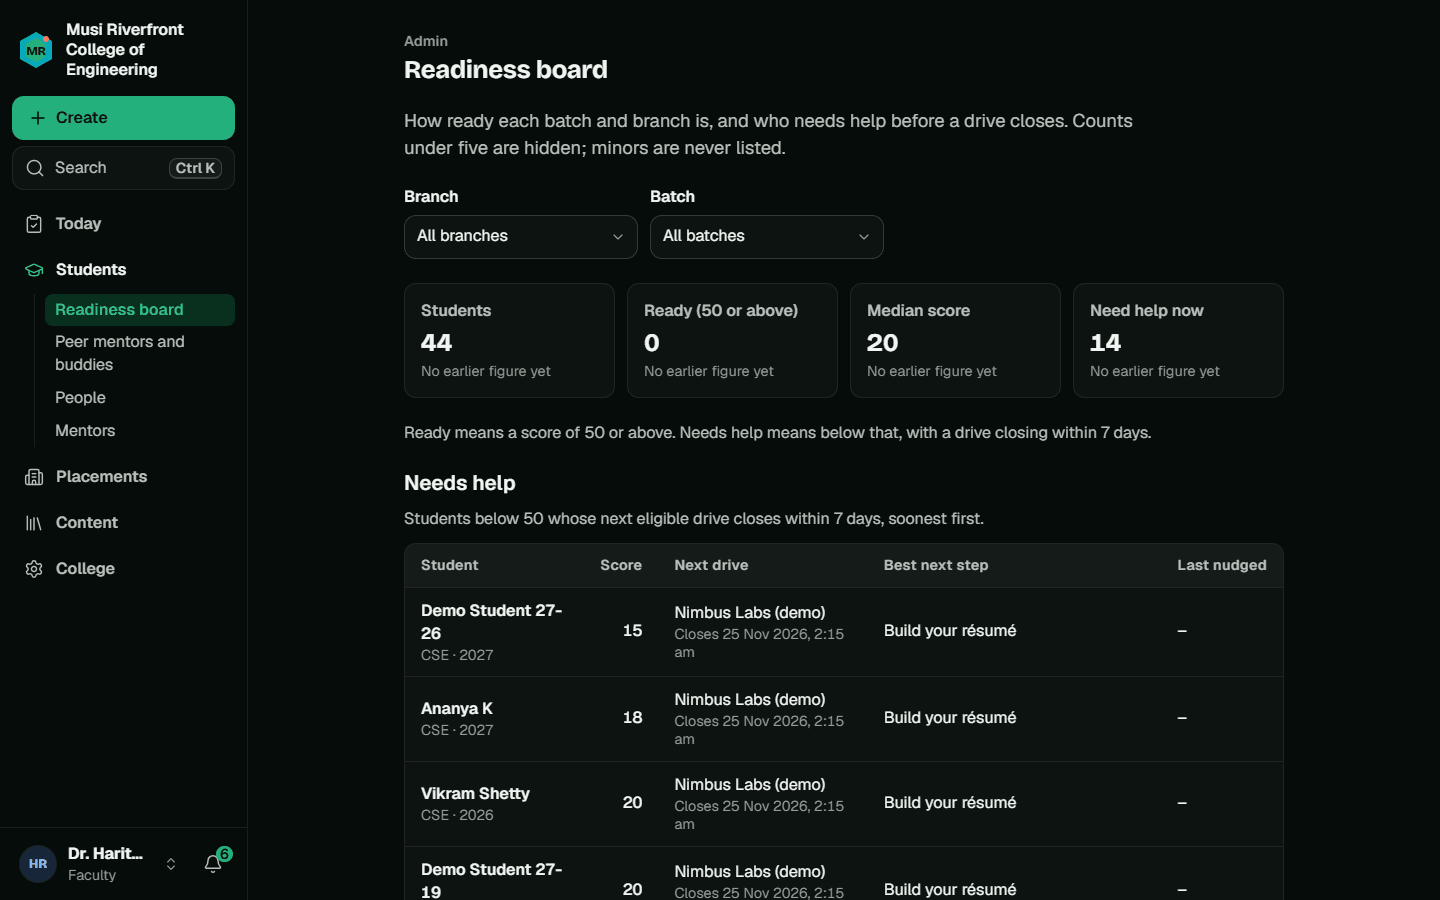 MR
Musi Riverfront
College of
Engineering
Create
Search
Ctrl K
Today
Students
Readiness board
Peer mentors and
buddies
People
Mentors
Placements
Content
College
HR
Dr. Harit...
Faculty
6
Admin
Readiness board
How ready each batch and branch is, and who needs help before a drive closes. Counts
under five are hidden; minors are never listed.
Branch
Batch
All branches
All batches
Students
44
No earlier figure yet
Ready (50 or above)
0
No earlier figure yet
Median score
20
No earlier figure yet
Need help now
14
No earlier figure yet
Ready means a score of 50 or above. Needs help means below that, with a drive closing within 7 days.
Needs help
Students below 50 whose next eligible drive closes within 7 days, soonest first.
Student Score Next drive Best next step Last nudged
Demo Student 27-
26
CSE · 2027
15
Nimbus Labs (demo)
Closes 25 Nov 2026, 2:15
am
Build your résumé
–
Ananya K
CSE · 2027
18
Nimbus Labs (demo)
Closes 25 Nov 2026, 2:15
am
Build your résumé
–
Vikram Shetty
CSE · 2026
20
Nimbus Labs (demo)
Closes 25 Nov 2026, 2:15
am
Build your résumé
–
Demo Student 27-
19
20
Nimbus Labs (demo)
Closes 25 Nov 2026, 2:15
Build your résumé
–